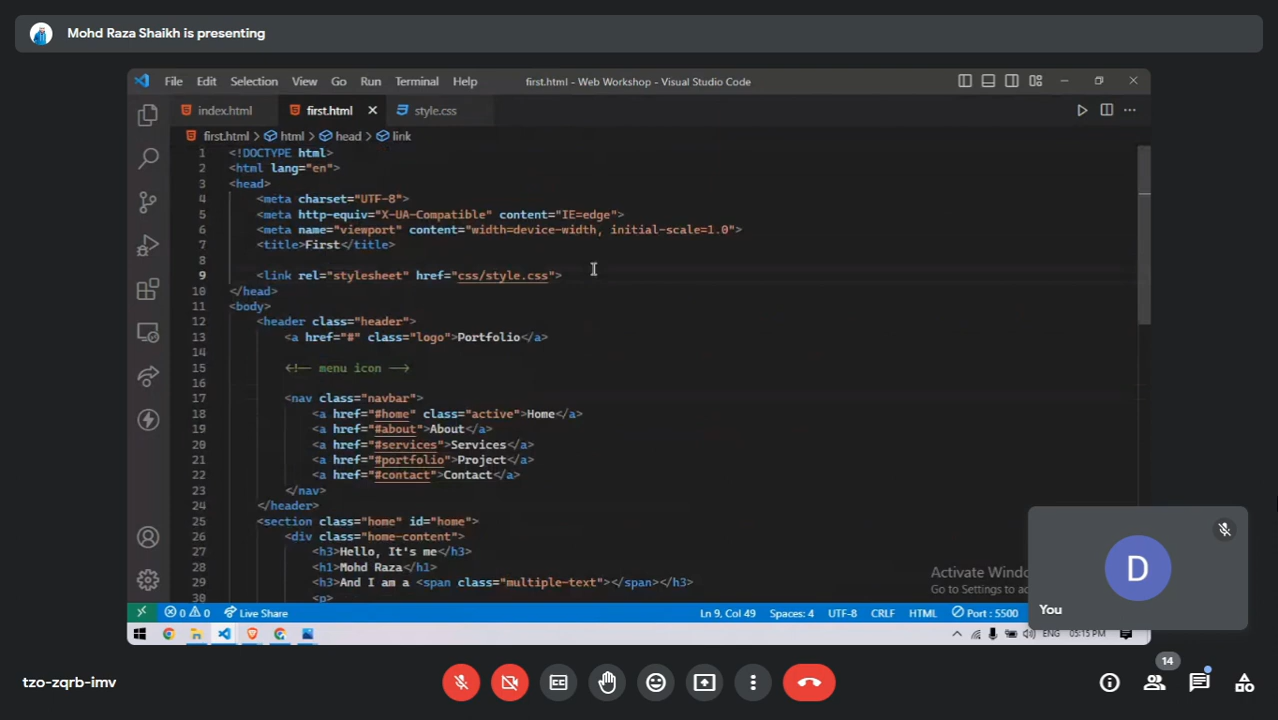 Mohd Raza Shaikh is presenting
File Edit Selection View Go Run Terminal Help first.html - Web Workshop - Visual Studio Code
index.html first.html style.css
first.html > html > head > link
1 <!DOCTYPE html>
2 <html lang="en">
3 <head>
4 <meta charset="UTF-8">
5 <meta http-equiv="X-UA-Compatible" content="IE=edge">
6 <meta name="viewport" content="width=device-width, initial-scale=1.0">
7 <title>First</title>
8
9 <link rel="stylesheet" href="css/style.css">
10 </head>
11 <body>
12 <header class="header">
13 <a href="#" class="logo">Portfolio</a>
14
15 <!-- menu icon -->
16
17 <nav class="navbar">
18 <a href="#home" class="active">Home</a>
19 <a href="#about">About</a>
20 <a href="#services">Services</a>
21 <a href="#portfolio">Project</a>
22 <a href="#contact">Contact</a>
23 </nav>
24 </header>
25 <section class="home" id="home">
26 <div class="home-content">
27 <h3>Hello, It's me</h3>
28 <h1>Mohd Raza</h1>
29 <h3>And I am a <span class="multiple-text"></span></h3>
30 <p>
Activate Windo
Go to Settings to ac
D
You
0 0 Live Share Ln 9, Col 49 Spaces: 4 UTF-8 CRLF HTML Port : 5500
ENG 05:15 PM
tzo-zqrb-imv
CC
14